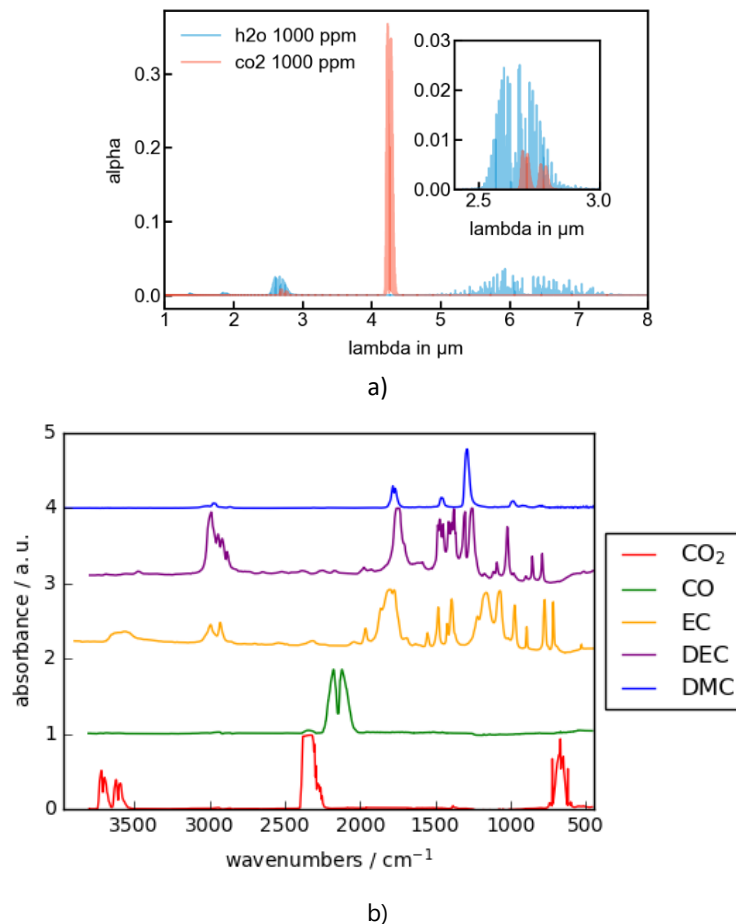 h2o 1000 ppm
co2 1000 ppm
alpha
0.3
0.2
0.1
0.0
0.03
0.02
0.01
0.00
2.5 3.0
lambda in µm
1 2 3 4 5 6 7 8
lambda in µm
a)
absorbance / a. u.
5
4
3
2
1
0
3500 3000 2500 2000 1500 1000 500
wavenumbers / cm⁻¹
CO₂
CO
EC
DEC
DMC
b)